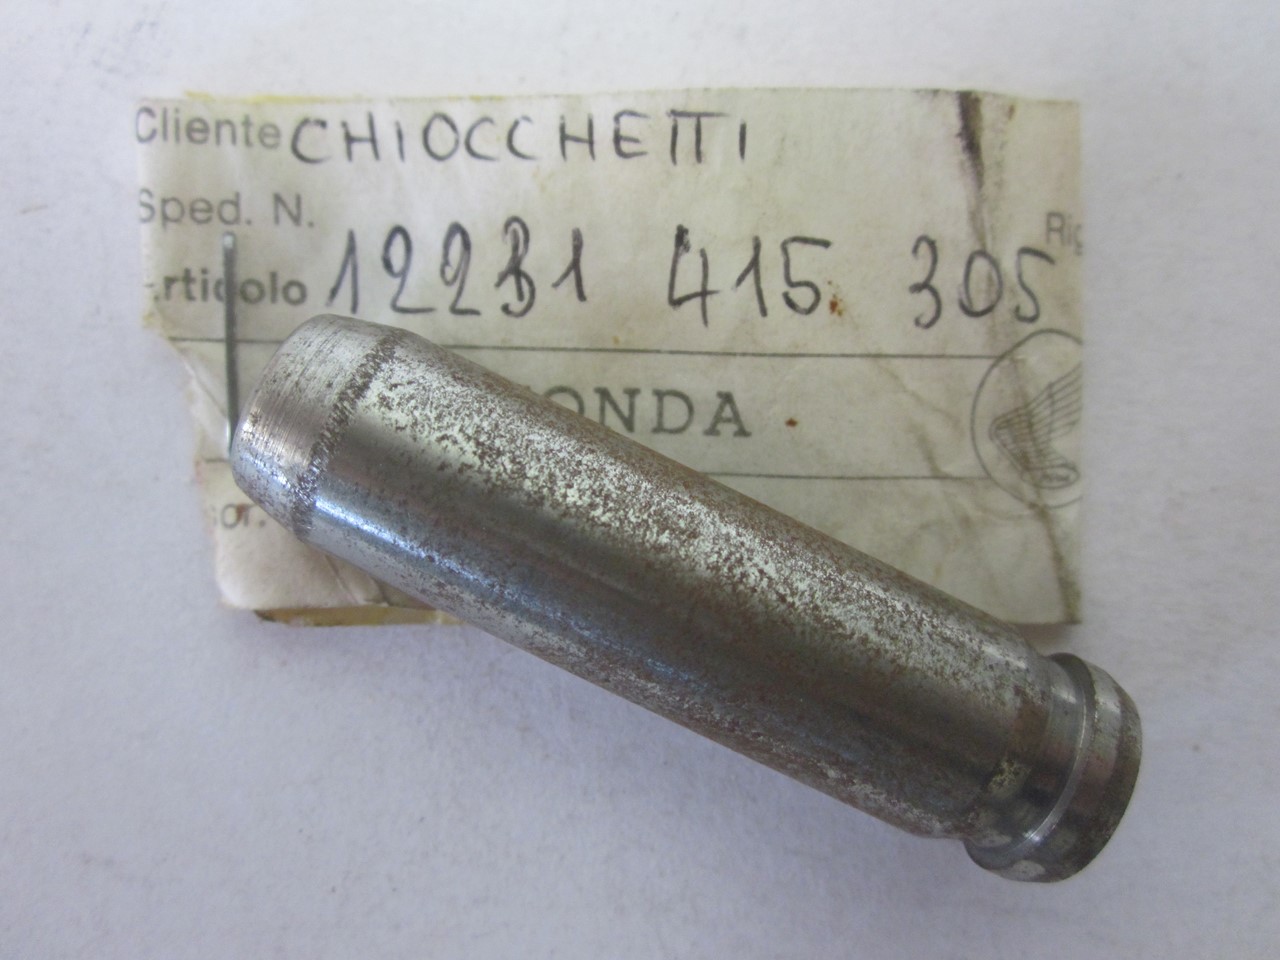 Cliente CHIOCCHETTI
Sped. N.
rticolo 12231 415 305
ONDA